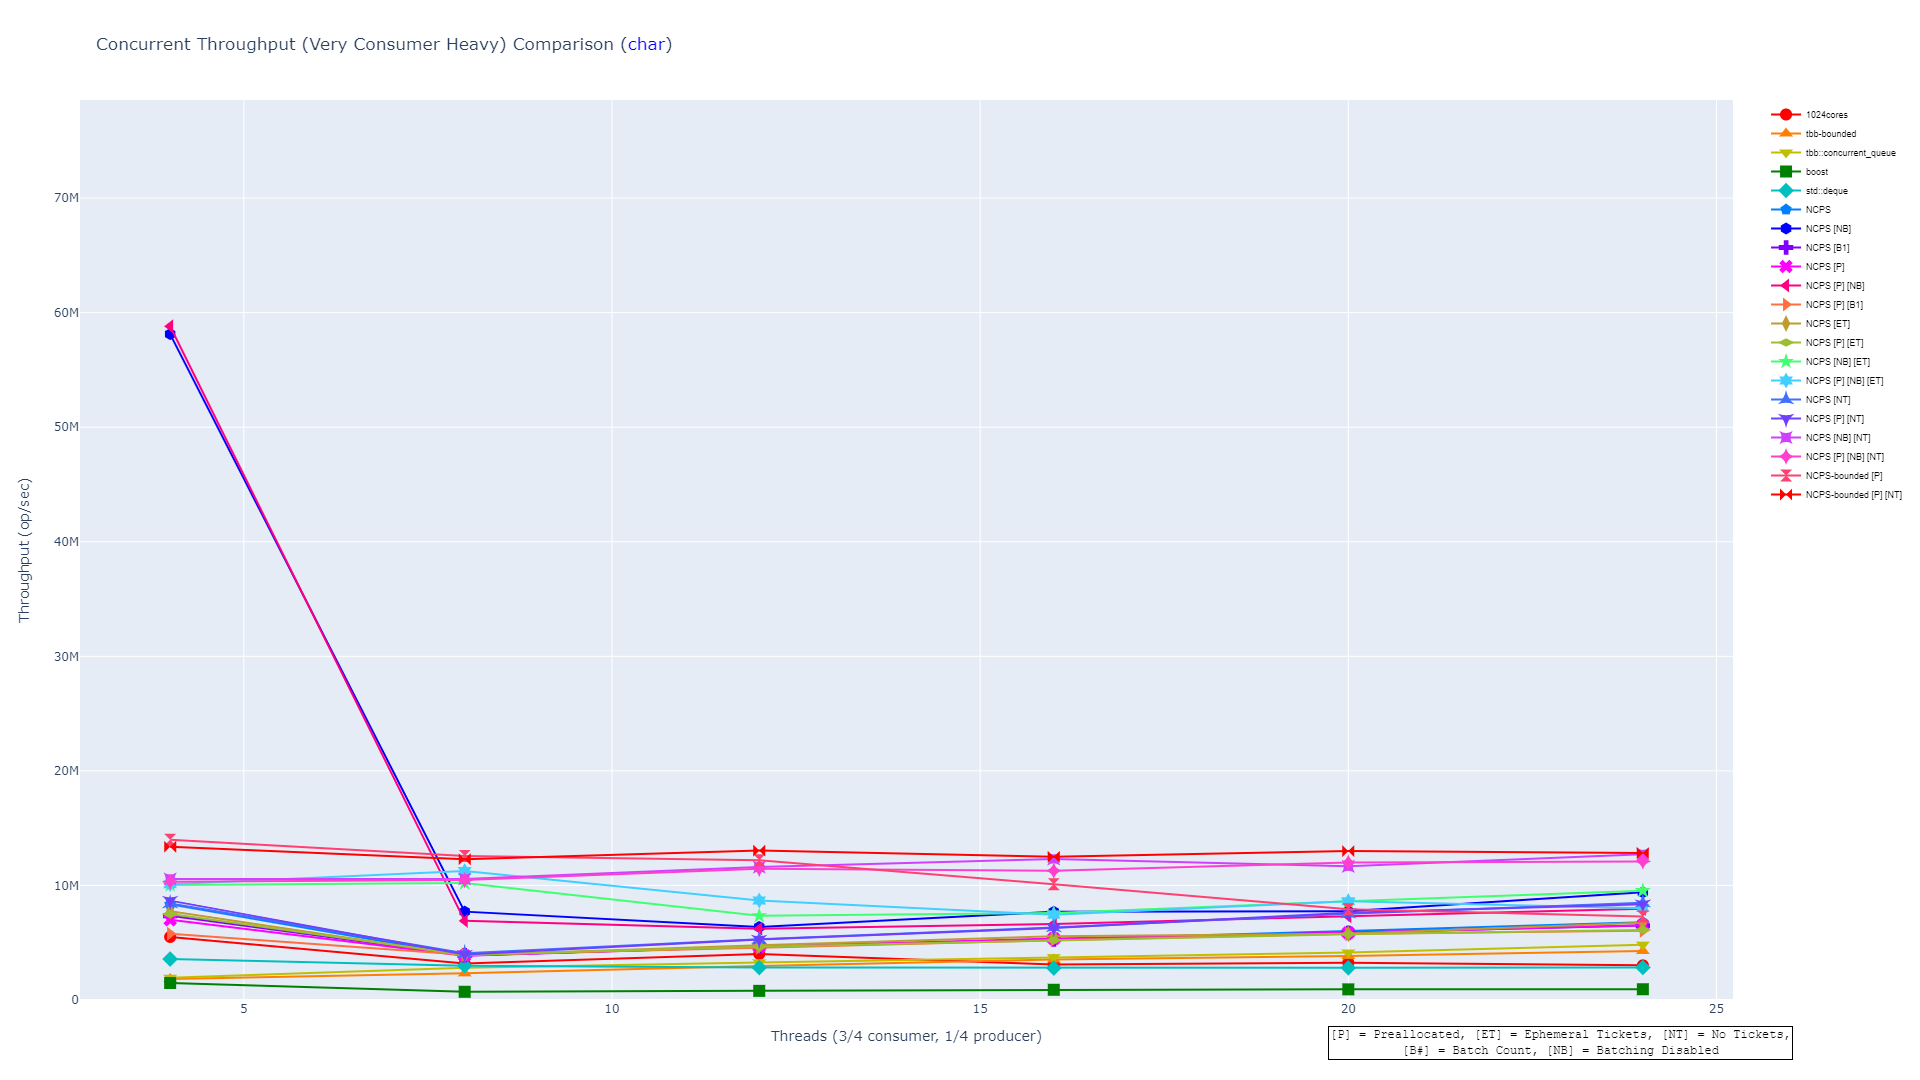 Concurrent Throughput (Very Consumer Heavy) Comparison (char)
Throughput (op/sec)
70M
60M
50M
40M
30M
20M
10M
0
5
10
15
20
25
Threads (3/4 consumer, 1/4 producer)
1024cores
tbb-bounded
tbb::concurrent_queue
boost
std::deque
NCPS
NCPS [NB]
NCPS [B1]
NCPS [P]
NCPS [P] [NB]
NCPS [P] [B1]
NCPS [ET]
NCPS [P] [ET]
NCPS [NB] [ET]
NCPS [P] [NB] [ET]
NCPS [NT]
NCPS [P] [NT]
NCPS [NB] [NT]
NCPS [P] [NB] [NT]
NCPS-bounded [P]
NCPS-bounded [P] [NT]
[P] = Preallocated, [ET] = Ephemeral Tickets, [NT] = No Tickets,
[B#] = Batch Count, [NB] = Batching Disabled